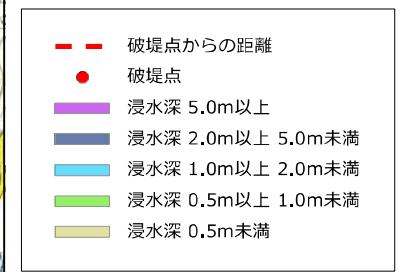 破堤点からの距離
破堤点
浸水深 5.0m以上
浸水深 2.0m以上 5.0m未満
浸水深 1.0m以上 2.0m未満
浸水深 0.5m以上 1.0m未満
浸水深 0.5m未満